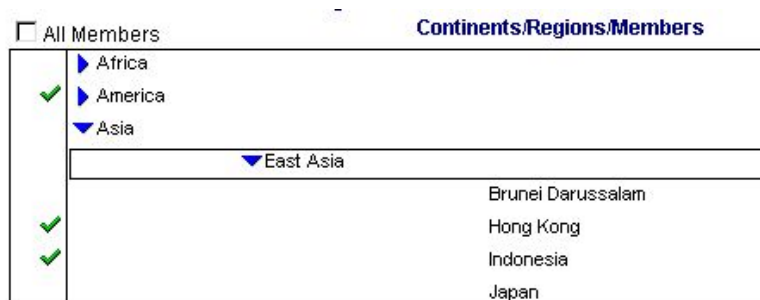 All Members Continents/Regions/Members
Africa
America
Asia
East Asia
Brunei Darussalam
Hong Kong
Indonesia
Japan